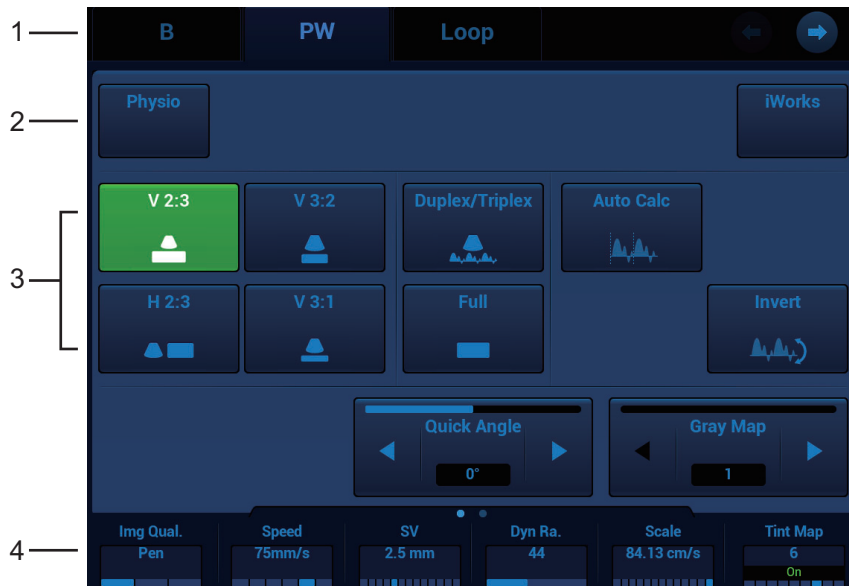 1
B PW Loop
2
Physio iWorks
V 2:3 V 3:2 Duplex/Triplex Auto Calc
3
H 2:3 V 3:1 Full Invert
Quick Angle Gray Map
0° 1
Img Qual. Speed SV Dyn Ra. Scale Tint Map
4
Pen 75mm/s 2.5 mm 44 84.13 cm/s 6
On